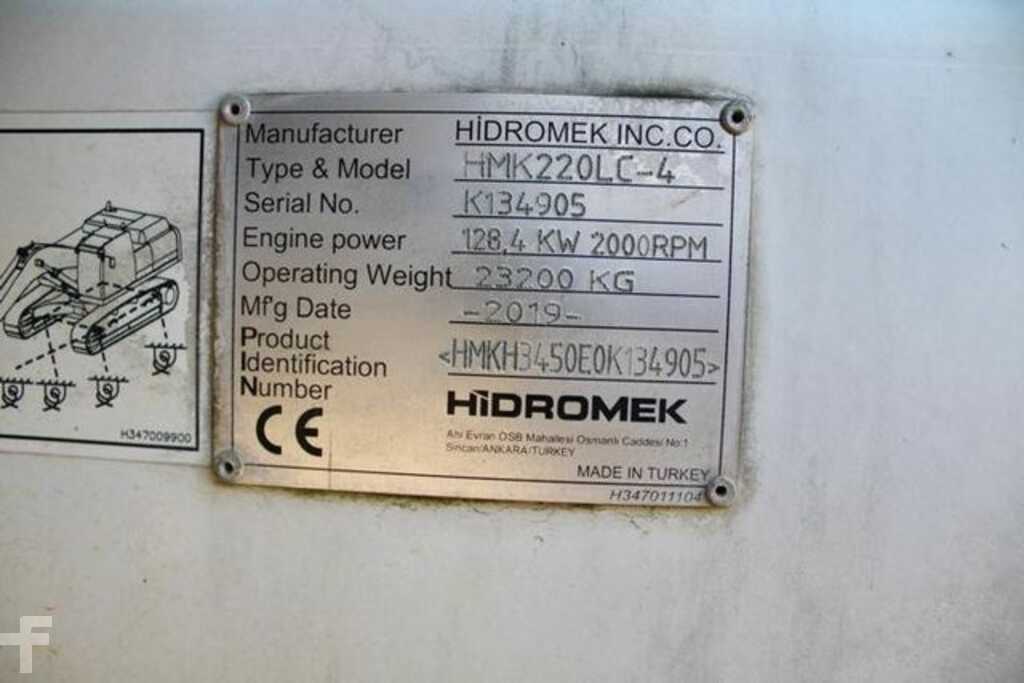 Manufacturer HİDROMEK INC.CO.
Type & Model HMK220LC-4
Serial No. K134905
Engine power 128,4 KW 2000RPM
Operating Weight 23200 KG
Mf'g Date -2019-
Product
Identification <HMKH3450E0K134905>
Number
CE HİDROMEK
Ahi Evran OSB Mahallesi Osmanlı Caddesi No:1
Sincan/ANKARA/TURKEY
MADE IN TURKEY
H347011104
H347009900